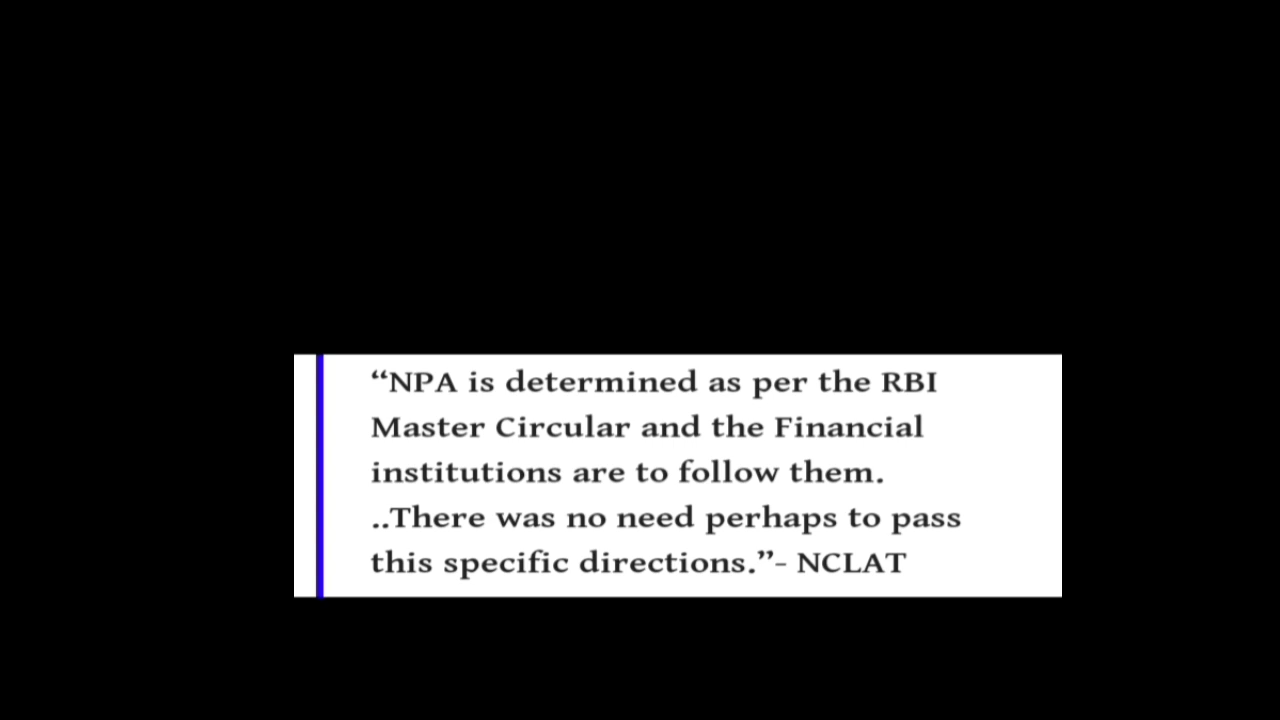 “NPA is determined as per the RBI
Master Circular and the Financial
institutions are to follow them.
..There was no need perhaps to pass
this specific directions.”- NCLAT